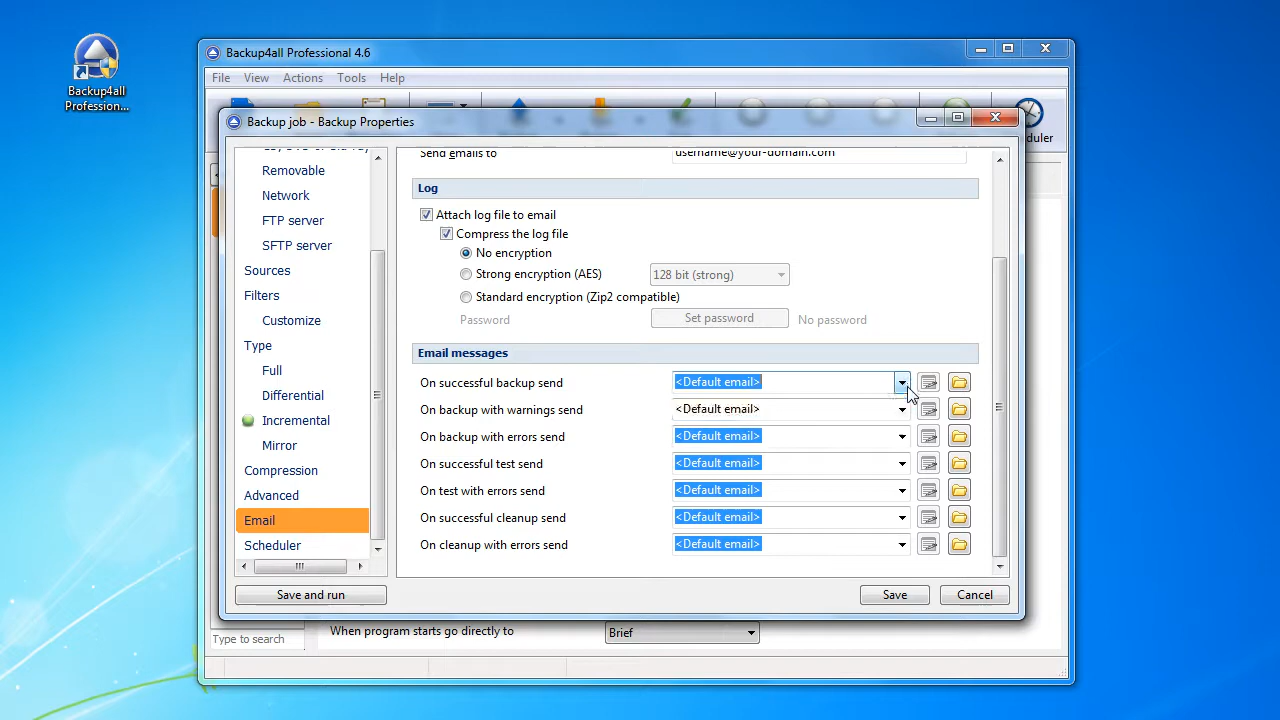 Backup4all
Profession...
Backup4all Professional 4.6
File View Actions Tools Help
Backup job - Backup Properties
Removable
Network
FTP server
SFTP server
Sources
Filters
Customize
Type
Full
Differential
Incremental
Mirror
Compression
Advanced
Email
Scheduler
Send emails to username@your-domain.com
Log
Attach log file to email
Compress the log file
No encryption
Strong encryption (AES) 128 bit (strong)
Standard encryption (Zip2 compatible)
Password Set password No password
Email messages
On successful backup send <Default email>
On backup with warnings send <Default email>
On backup with errors send <Default email>
On successful test send <Default email>
On test with errors send <Default email>
On successful cleanup send <Default email>
On cleanup with errors send <Default email>
Save and run Save Cancel
Type to search When program starts go directly to Brief